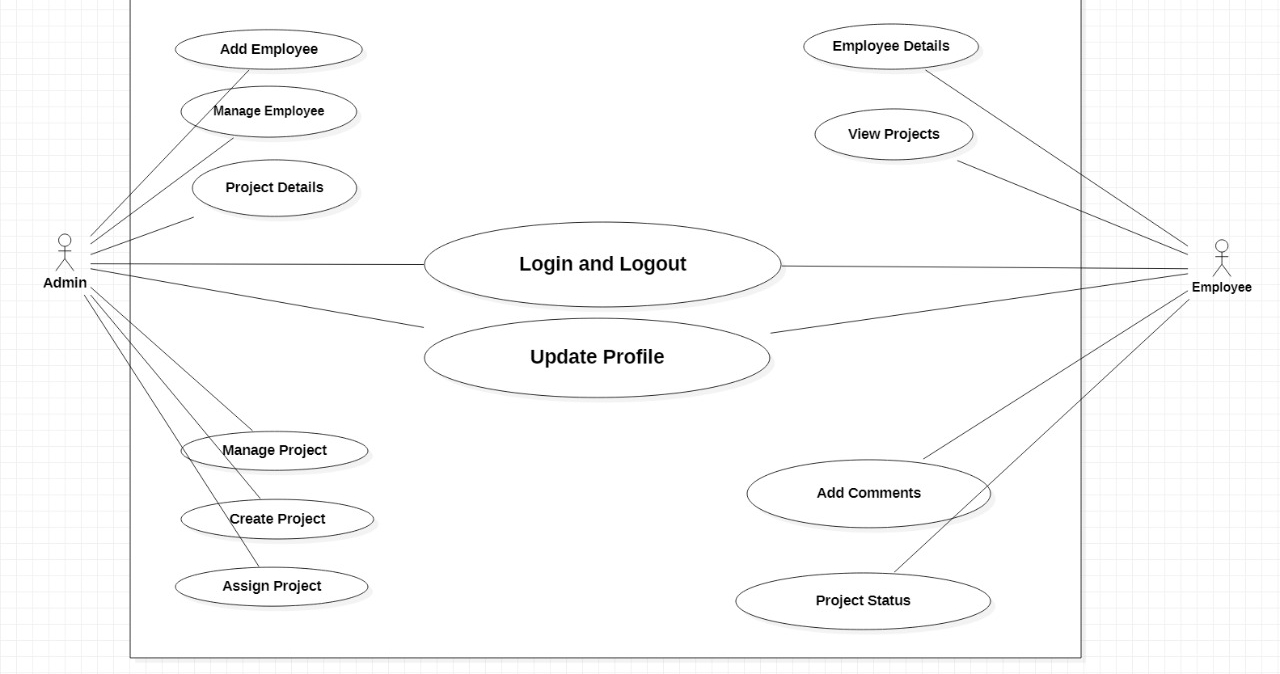 Add Employee
Manage Employee
Project Details
Admin
Login and Logout
Update Profile
Manage Project
Create Project
Assign Project
Employee Details
View Projects
Employee
Add Comments
Project Status